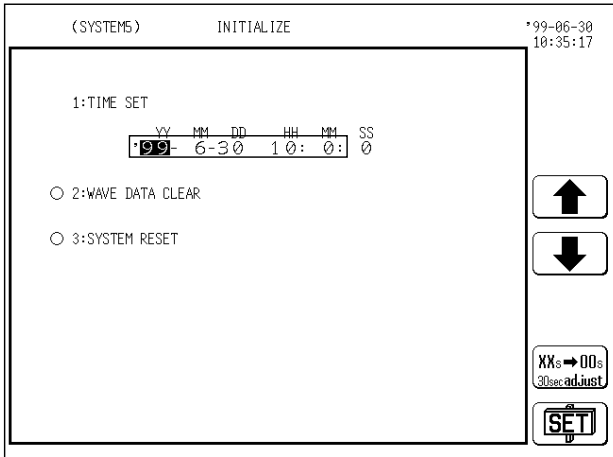 (SYSTEM5) INITIALIZE '99-06-30
10:35:17
1:TIME SET
YY MM DD HH MM SS
'99- 6-30 10: 0: 0
2:WAVE DATA CLEAR
3:SYSTEM RESET
XXs→00s
30sec adjust
SET